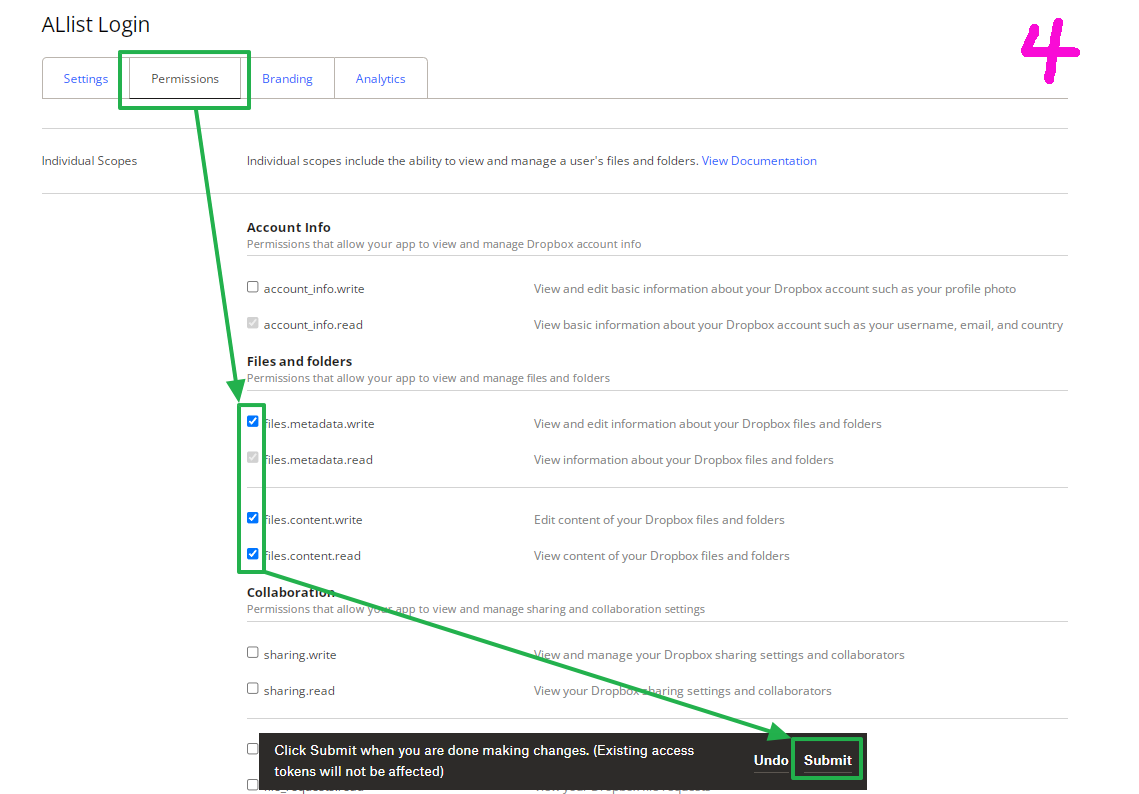 ALlist Login
4
Settings
Permissions
Branding
Analytics
Individual Scopes
Individual scopes include the ability to view and manage a user's files and folders. View Documentation
Account Info
Permissions that allow your app to view and manage Dropbox account info
account_info.write
View and edit basic information about your Dropbox account such as your profile photo
account_info.read
View basic information about your Dropbox account such as your username, email, and country
Files and folders
Permissions that allow your app to view and manage files and folders
files.metadata.write
View and edit information about your Dropbox files and folders
files.metadata.read
View information about your Dropbox files and folders
files.content.write
Edit content of your Dropbox files and folders
files.content.read
View content of your Dropbox files and folders
Collaboration
Permissions that allow your app to view and manage sharing and collaboration settings
sharing.write
View and manage your Dropbox sharing settings and collaborators
sharing.read
View your Dropbox sharing settings and collaborators
Click Submit when you are done making changes. (Existing access
tokens will not be affected)
Undo
Submit